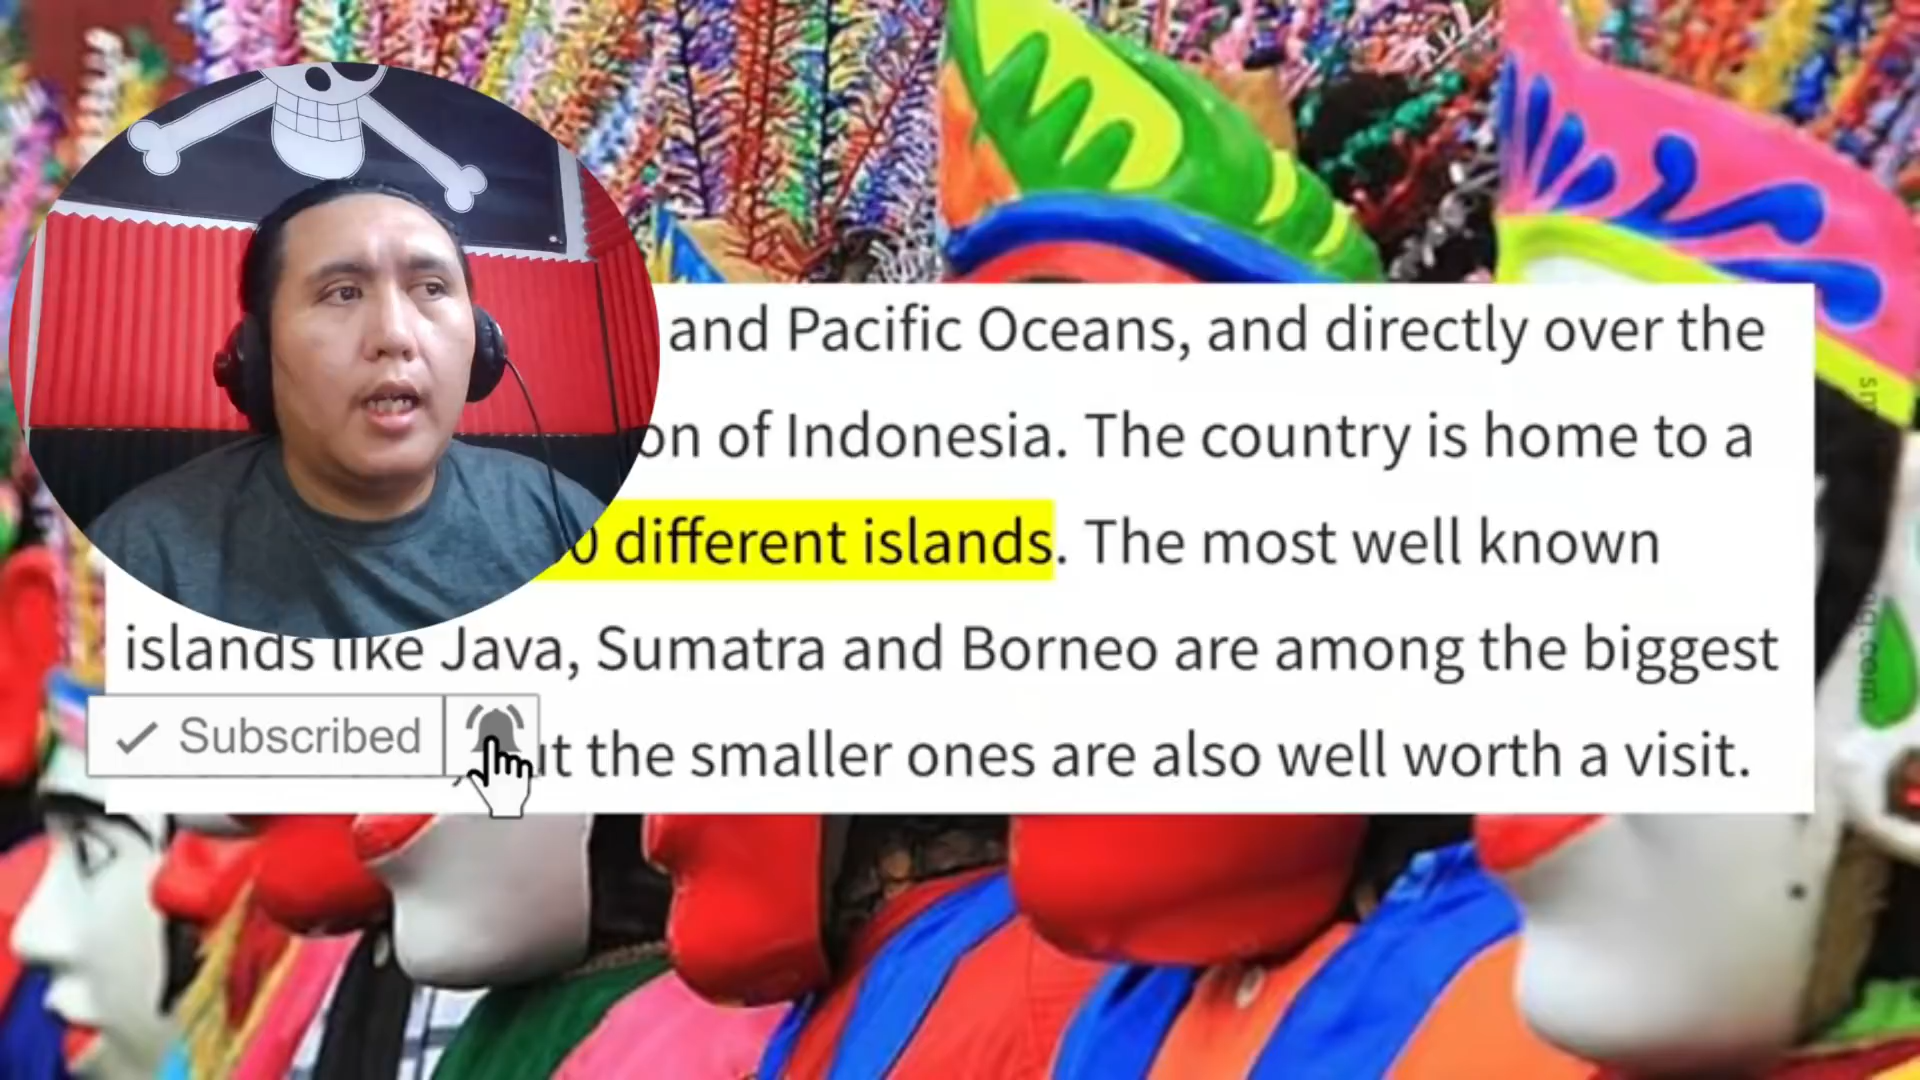 and Pacific Oceans, and directly over the
of Indonesia. The country is home to a
different islands. The most well known
islands like Java, Sumatra and Borneo are among the biggest
the smaller ones are also well worth a visit.
Subscribed